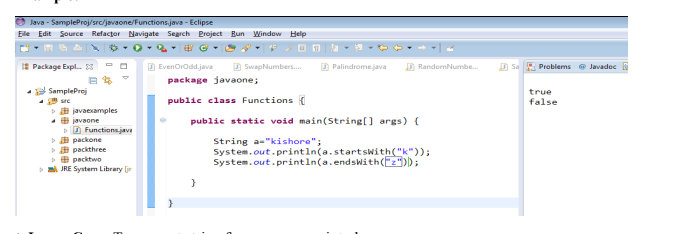 Java - SampleProj/src/javaone/Functions.java - Eclipse
File Edit Source Refactor Navigate Search Project Run Window Help
Package Expl...
EvenOrOdd.java
SwapNumbers....
Palindrome.java
RandomNumbe...
Sa
Problems @ Javadoc
SampleProj
src
javaexamples
javaone
Functions.java
packone
packthree
packtwo
JRE System Library [jr
package javaone;
public class Functions {
public static void main(String[] args) {
String a="kishore";
System.out.println(a.startsWith("k"));
System.out.println(a.endsWith("z"));
}
}
true
false